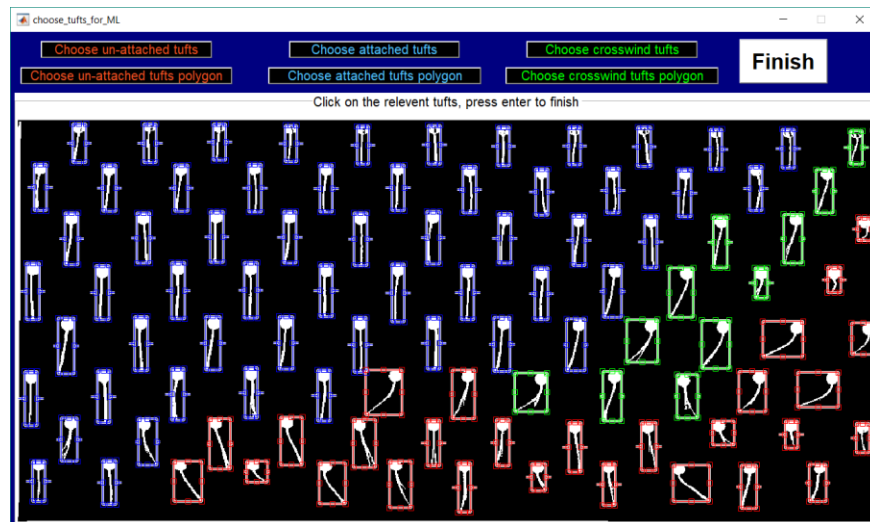 choose_tufts_for_ML
Choose un-attached tufts
Choose attached tufts
Choose crosswind tufts
Finish
Choose un-attached tufts polygon
Choose attached tufts polygon
Choose crosswind tufts polygon
Click on the relevent tufts, press enter to finish